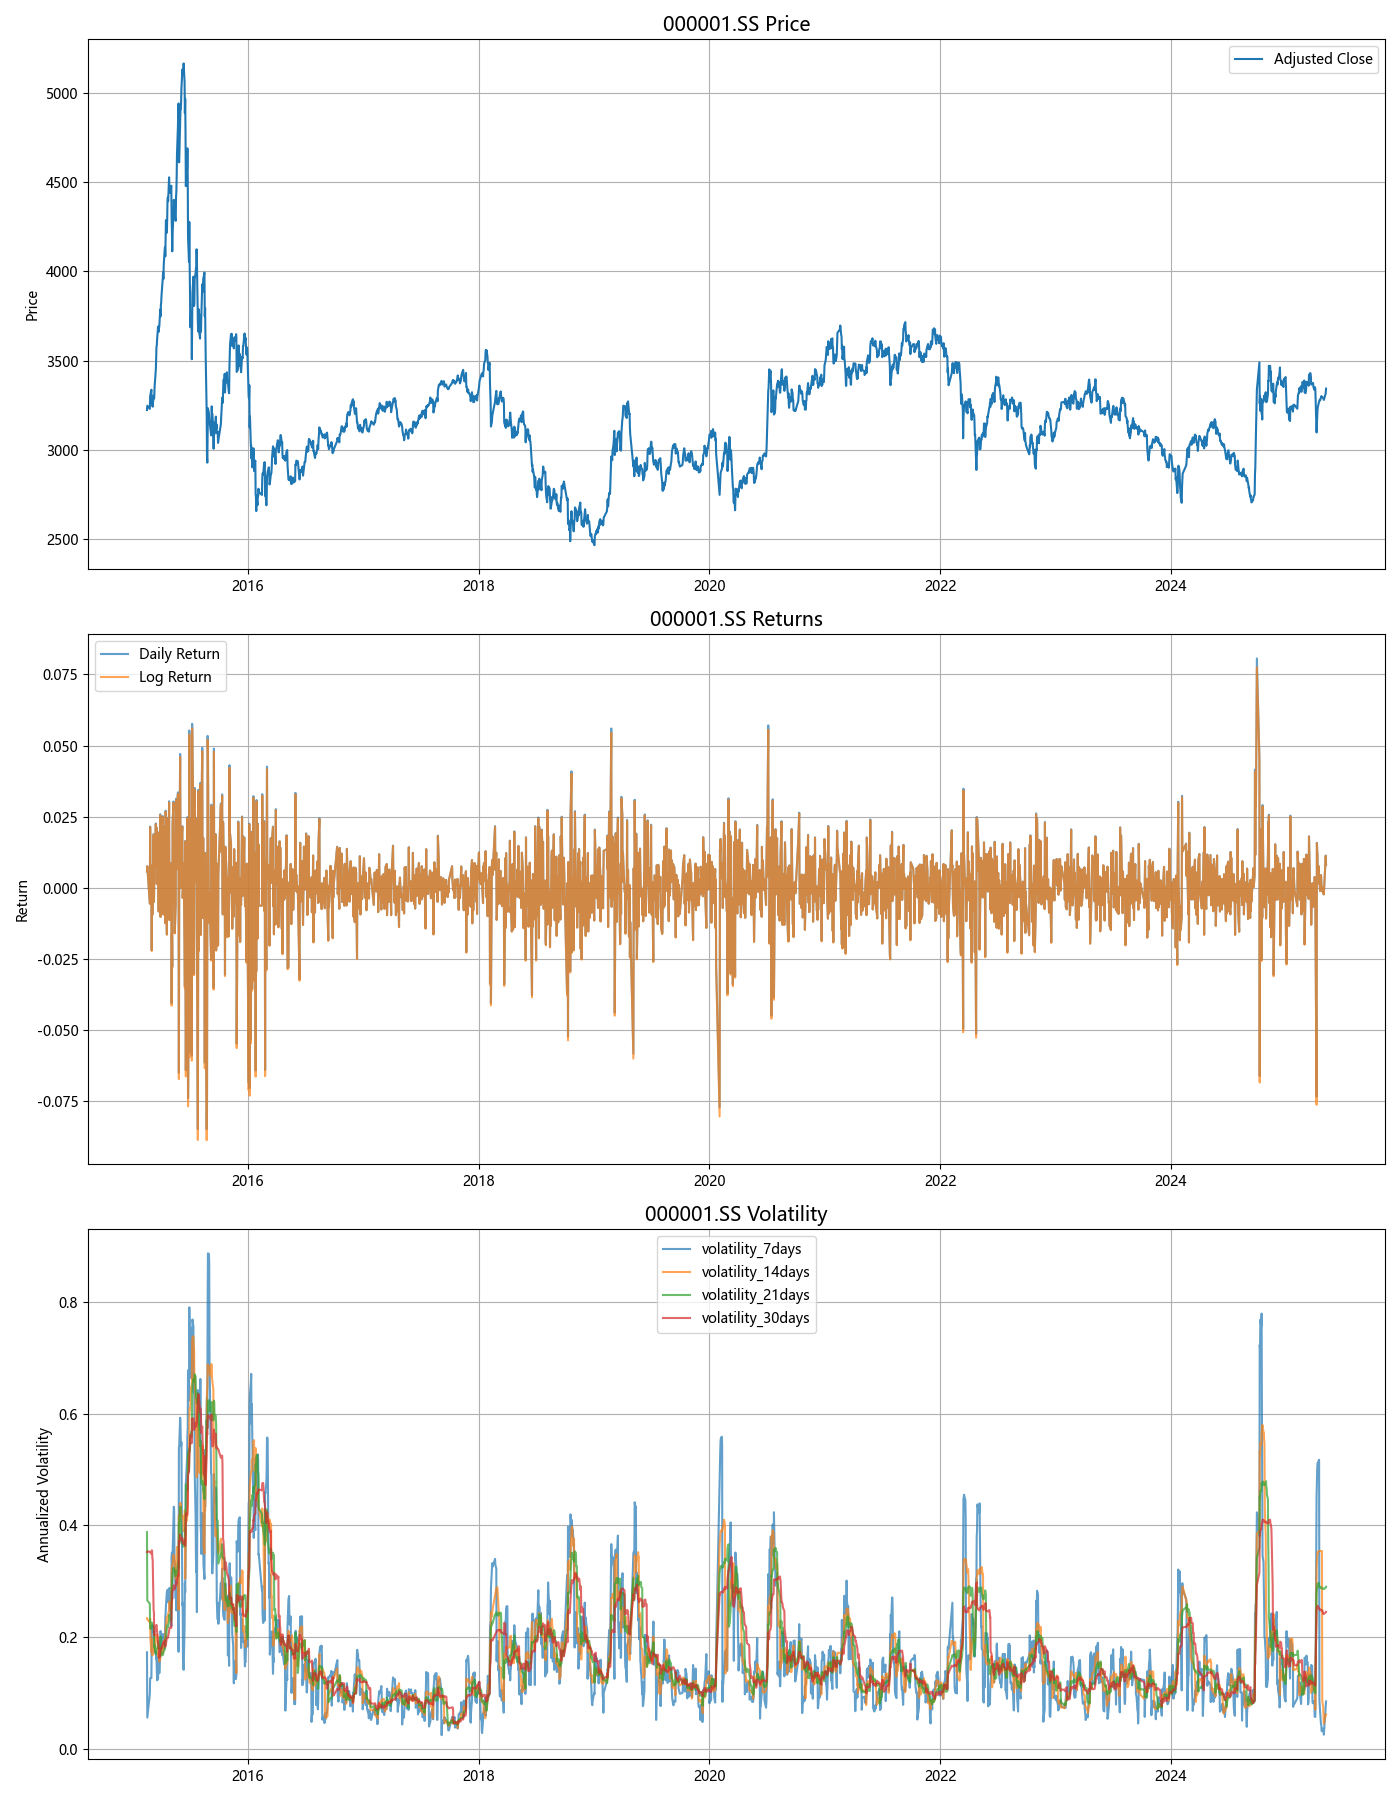 000001.SS Price
Adjusted Close
Price
5000
4500
4000
3500
3000
2500
2016
2018
2020
2022
2024
000001.SS Returns
Daily Return
Log Return
Return
0.075
0.050
0.025
0.000
-0.025
-0.050
-0.075
2016
2018
2020
2022
2024
000001.SS Volatility
volatility_7days
volatility_14days
volatility_21days
volatility_30days
Annualized Volatility
0.8
0.6
0.4
0.2
0.0
2016
2018
2020
2022
2024